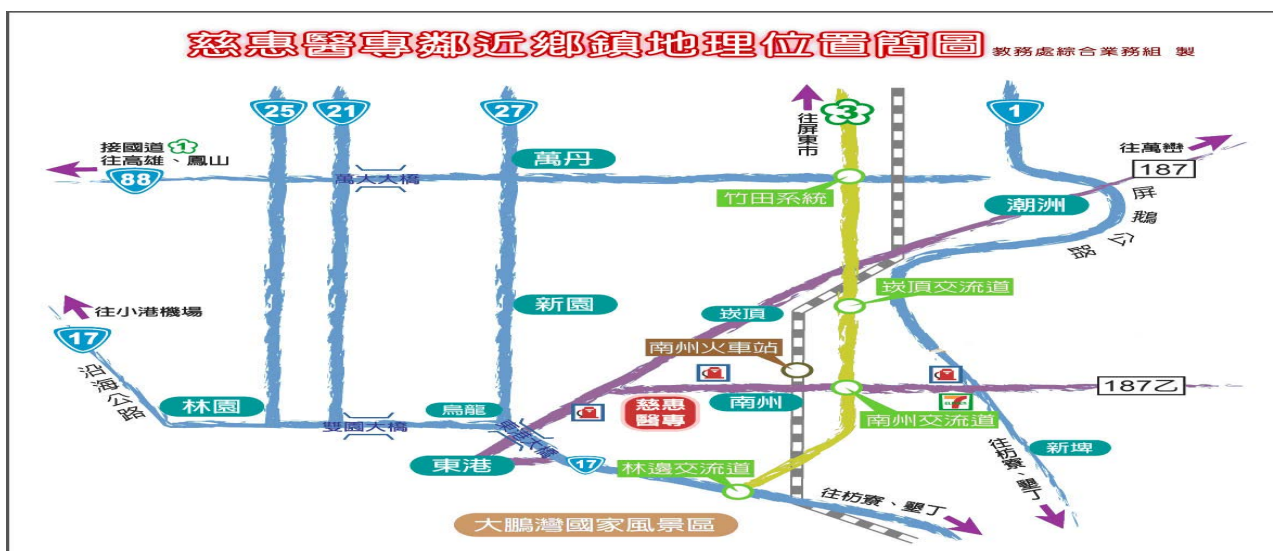 慈惠醫專鄰近鄉鎮地理位置簡圖 教務處綜合業務組 製
25
21
27
往屏東市
3
1
接國道 1
往高雄、鳳山
88
萬大大橋
萬丹
竹田系統
往萬巒
187
潮州
屏鵝公路
往小港機場
17
沿海公路
新園
崁頂
崁頂交流道
南州火車站
林園
雙園大橋
烏龍
東港大橋
慈惠
醫專
南州
187乙
7
南州交流道
東港
17
林邊交流道
新埤
往枋寮、墾丁
往枋寮、墾丁
大鵬灣國家風景區